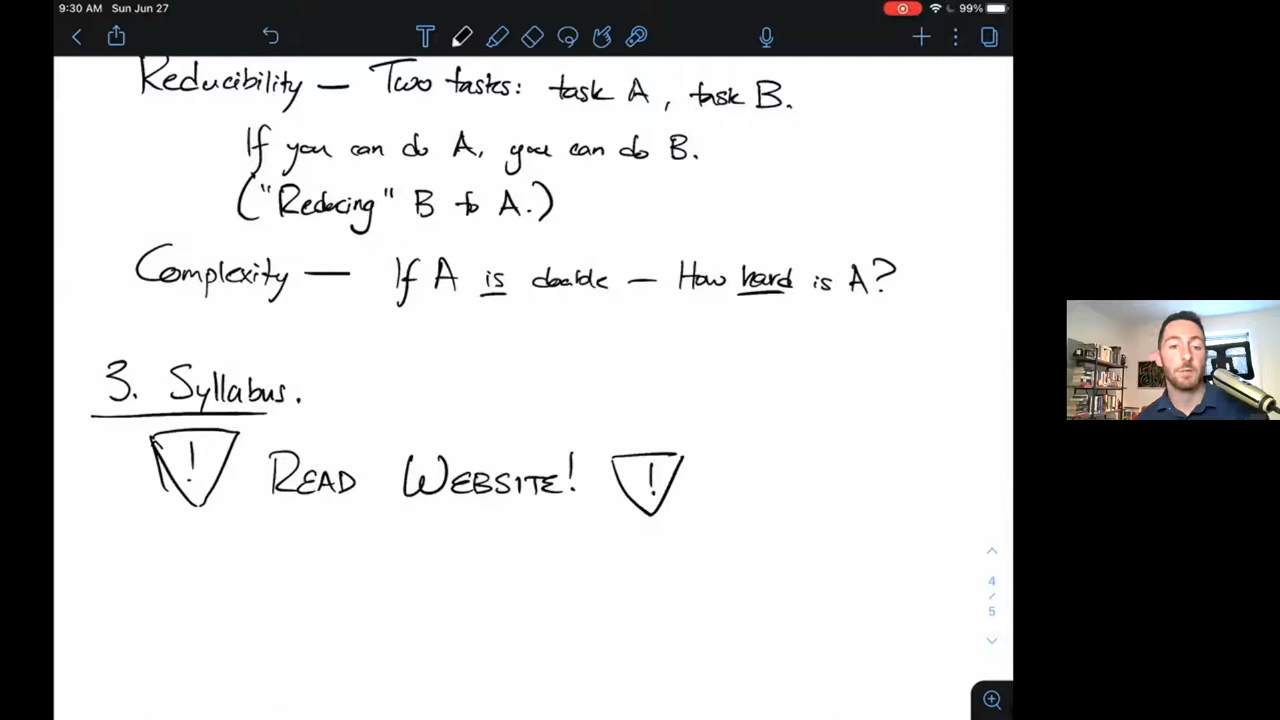 9:30 AM Sun Jun 27
99%
Reducibility — Two tasks: task A, task B.
If you can do A, you can do B.
("Reducing" B to A.)
Complexity — If A is doable — How hard is A?
3. Syllabus.
! READ WEBSITE! !
4
/
5